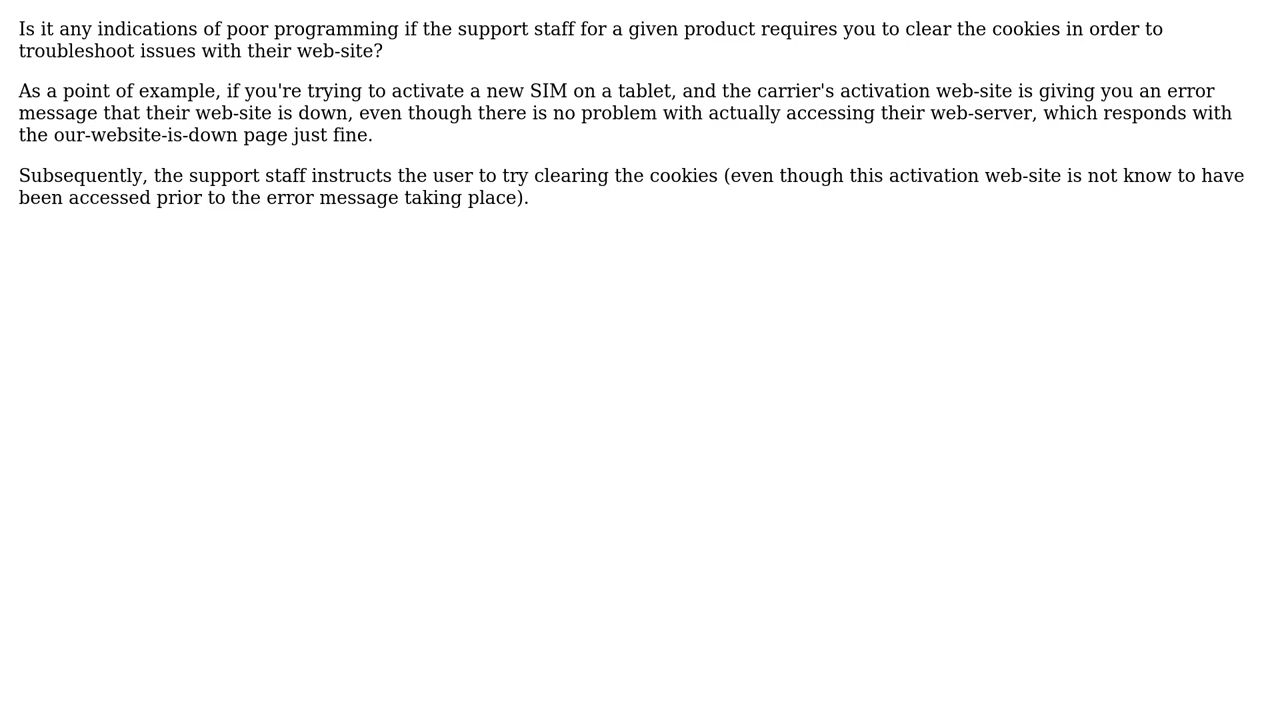 Is it any indications of poor programming if the support staff for a given product requires you to clear the cookies in order to
troubleshoot issues with their web-site?
As a point of example, if you're trying to activate a new SIM on a tablet, and the carrier's activation web-site is giving you an error
message that their web-site is down, even though there is no problem with actually accessing their web-server, which responds with
the our-website-is-down page just fine.
Subsequently, the support staff instructs the user to try clearing the cookies (even though this activation web-site is not know to have
been accessed prior to the error message taking place).